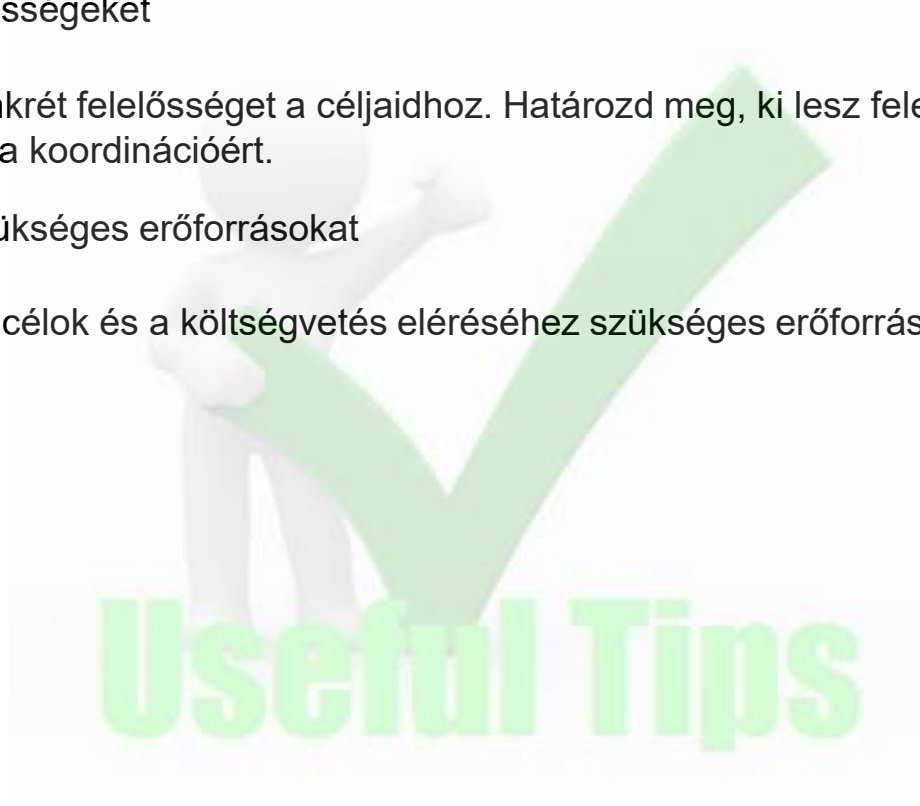 sségeket
krét felelősséget a céljaidhoz. Határozd meg, ki lesz fele
a koordinációért.
ükséges erőforrásokat
célok és a költségvetés eléréséhez szükséges erőforrás
Useful Tips